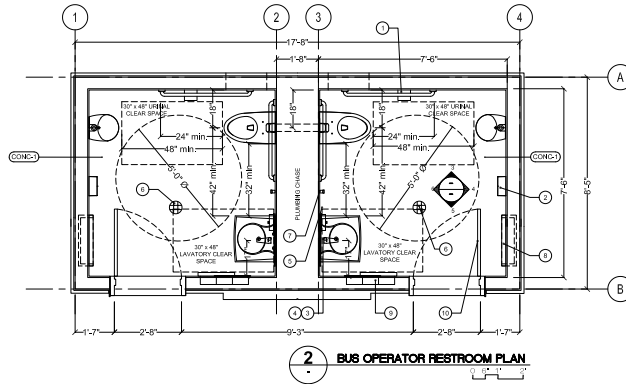 1 2 3 4
17'-8"
1'-8" 7'-6"
1
A
30" x 48" URINAL
CLEAR SPACE
30" x 48" URINAL
CLEAR SPACE
18" 18" 18"
24" min. 24" min.
48" min. 48" min.
CONC-1 CONC-1
5'-0" Ø 5'-0" Ø
42" min 32" min 32" min 42" min
PLUMBING CHASE
2
7'-6"
6 6
7
8
30" x 48"
LAVATORY CLEAR
SPACE
30" x 48"
LAVATORY CLEAR
SPACE
5
B
4 3 9 10
1'-7" 2'-8" 9'-3" 2'-8" 1'-7"
2
-
BUS OPERATOR RESTROOM PLAN
0 6" 1' 2'